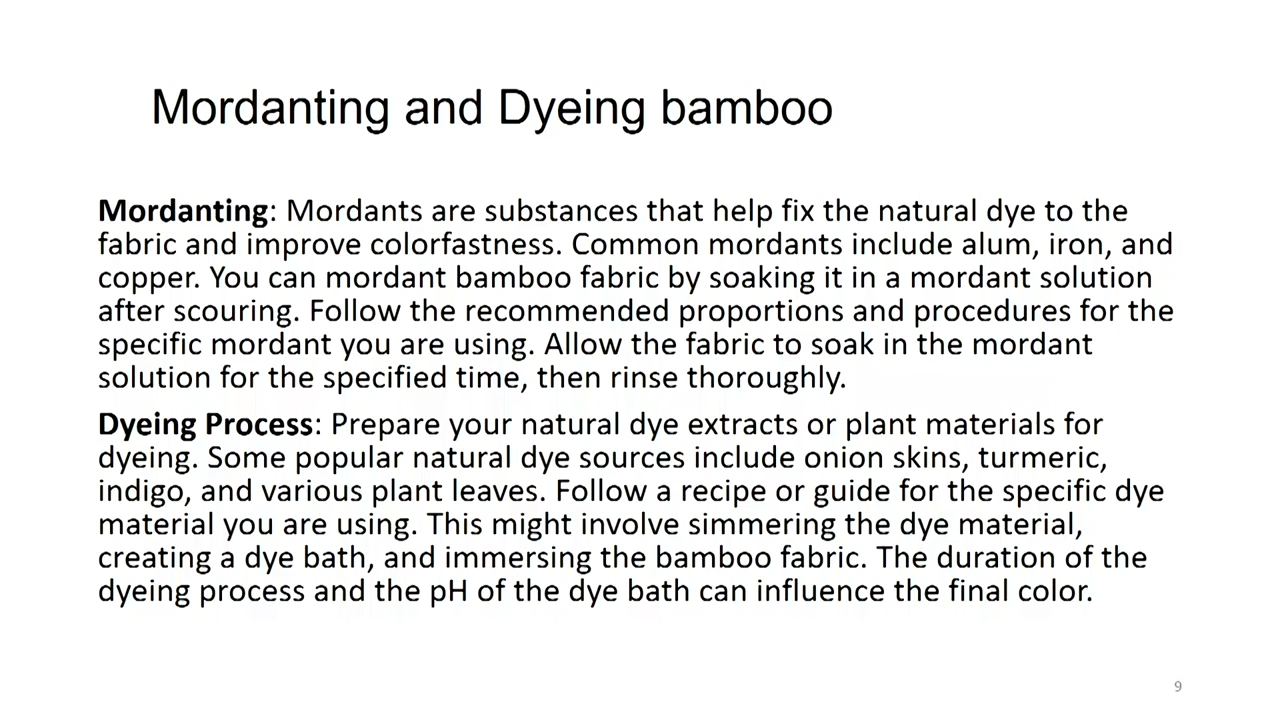 Mordanting and Dyeing bamboo
Mordanting: Mordants are substances that help fix the natural dye to the
fabric and improve colorfastness. Common mordants include alum, iron, and
copper. You can mordant bamboo fabric by soaking it in a mordant solution
after scouring. Follow the recommended proportions and procedures for the
specific mordant you are using. Allow the fabric to soak in the mordant
solution for the specified time, then rinse thoroughly.
Dyeing Process: Prepare your natural dye extracts or plant materials for
dyeing. Some popular natural dye sources include onion skins, turmeric,
indigo, and various plant leaves. Follow a recipe or guide for the specific dye
material you are using. This might involve simmering the dye material,
creating a dye bath, and immersing the bamboo fabric. The duration of the
dyeing process and the pH of the dye bath can influence the final color.
9